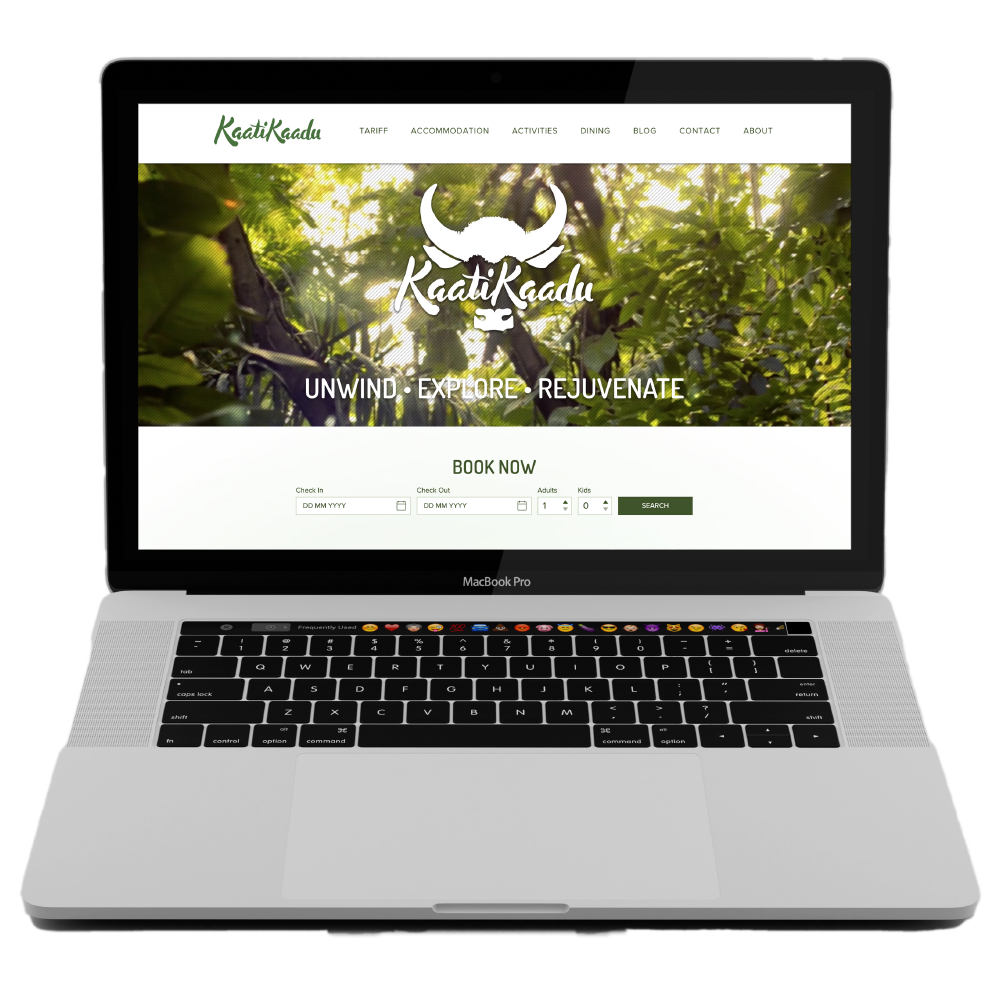 KaatiKaadu TARIFF ACCOMMODATION ACTIVITIES DINING BLOG CONTACT ABOUT
KaatiKaadu
UNWIND • EXPLORE • REJUVENATE
BOOK NOW
Check In Check Out Adults Kids
DD MM YYYY DD MM YYYY 1 0 SEARCH
MacBook Pro
Frequently Used
~ ! @ # $ % ^ & * ( ) _ +
1 2 3 4 5 6 7 8 9 0 - = delete
tab Q W E R T Y U I O P { [ } ]
caps lock A S D F G H J K L : ; " ' enter return
shift Z X C V B N M < , > . ? / shift
fn control option command command option